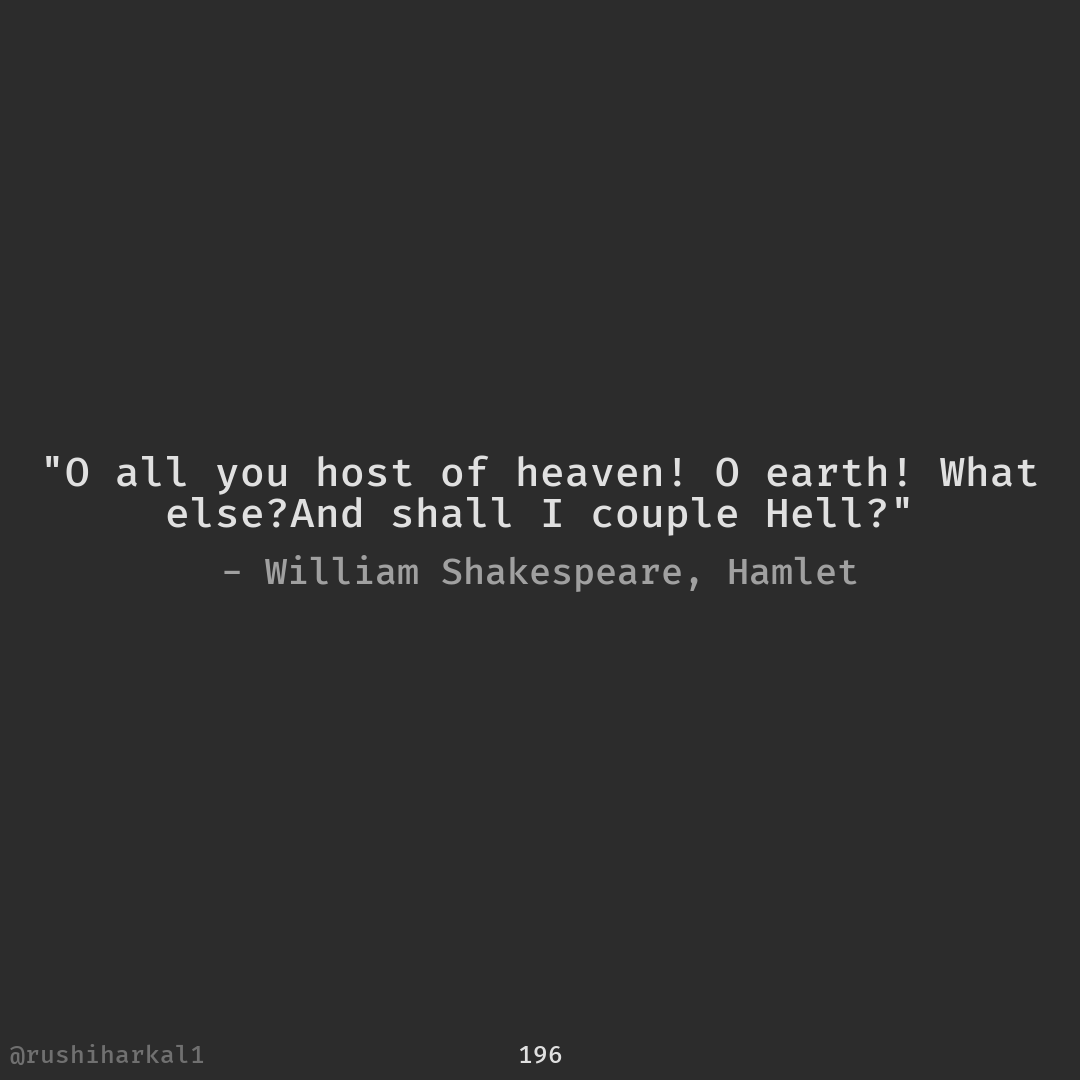 "O all you host of heaven! O earth! What
else?And shall I couple Hell?"
– William Shakespeare, Hamlet
@rushiharkal1
196